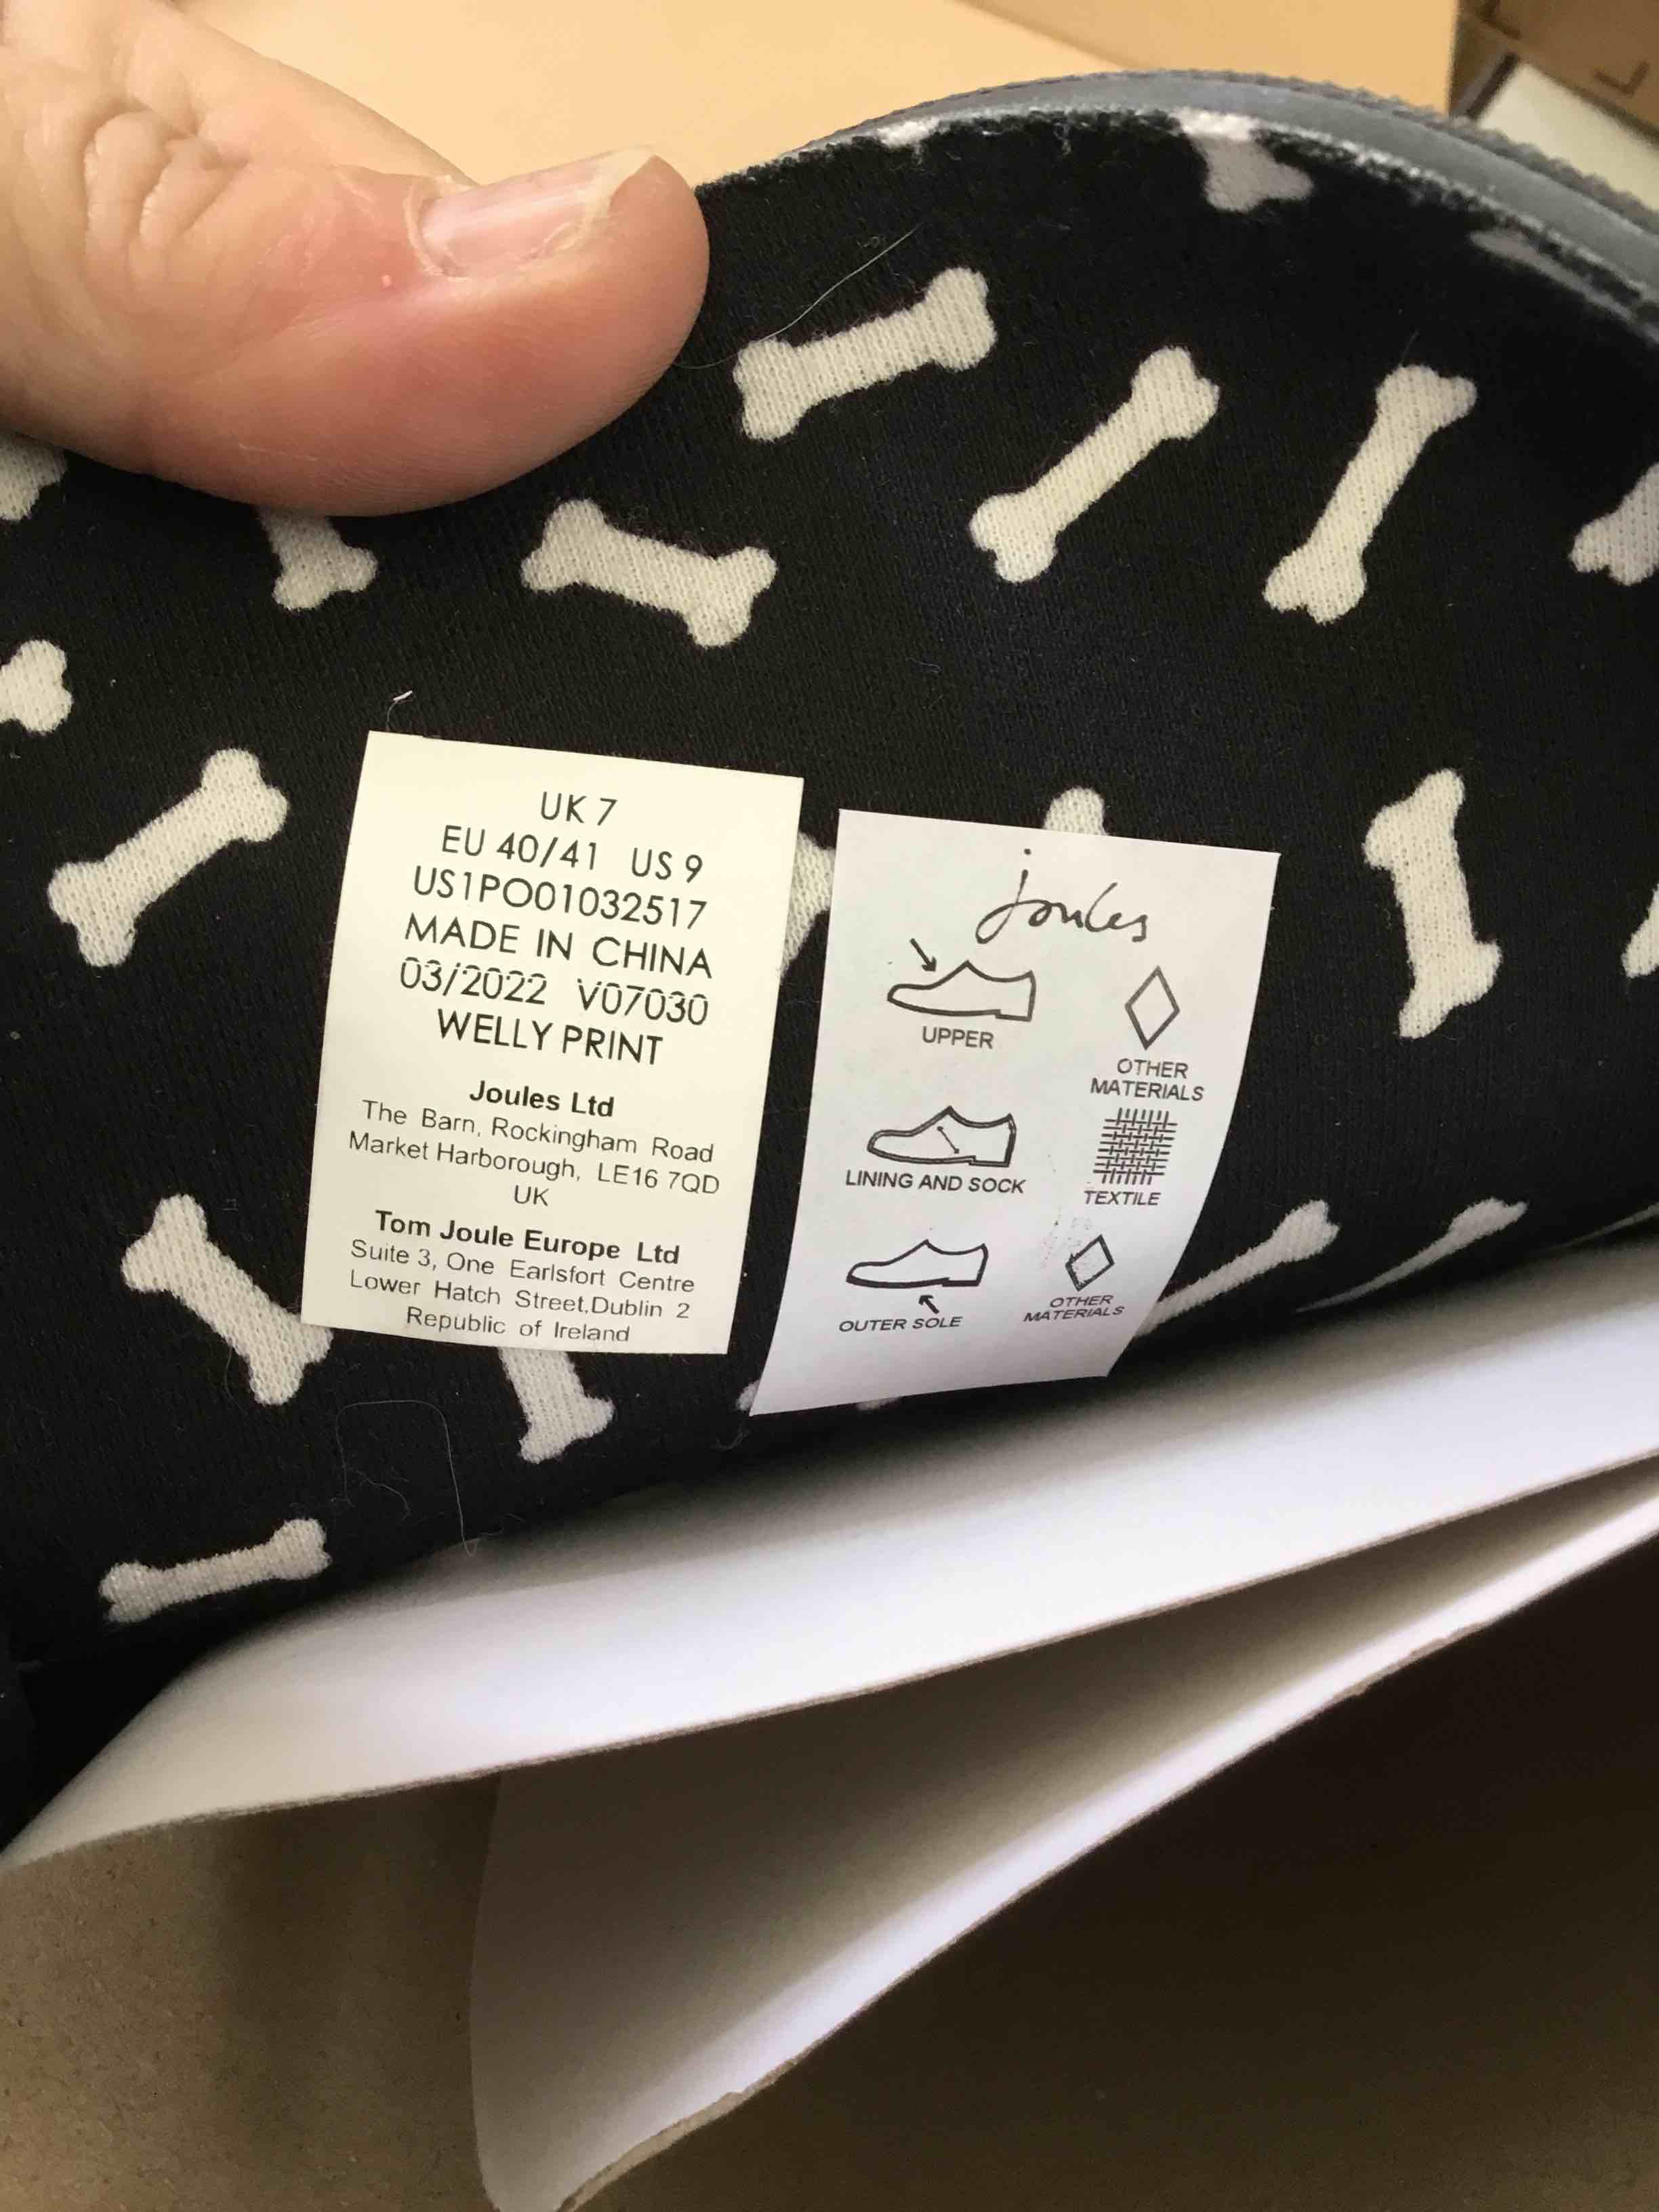 UK 7
EU 40/41 US 9
US1PO01032517
MADE IN CHINA
03/2022 V07030
WELLY PRINT
Joules Ltd
The Barn, Rockingham Road
Market Harborough, LE16 7QD
UK
Tom Joule Europe Ltd
Suite 3, One Earlsfort Centre
Lower Hatch Street,Dublin 2
Republic of Ireland
joules
UPPER
OTHER
MATERIALS
LINING AND SOCK
TEXTILE
OUTER SOLE
OTHER
MATERIALS